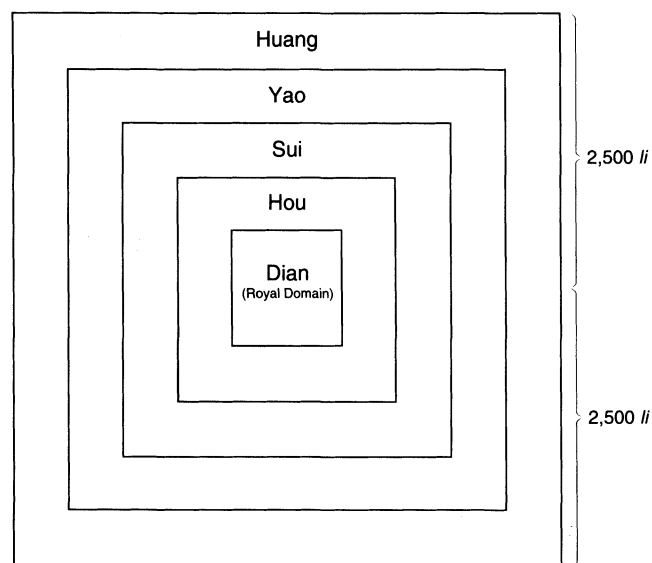 Huang
Yao
2,500 li
Sui
Hou
Dian
(Royal Domain)
2,500 li